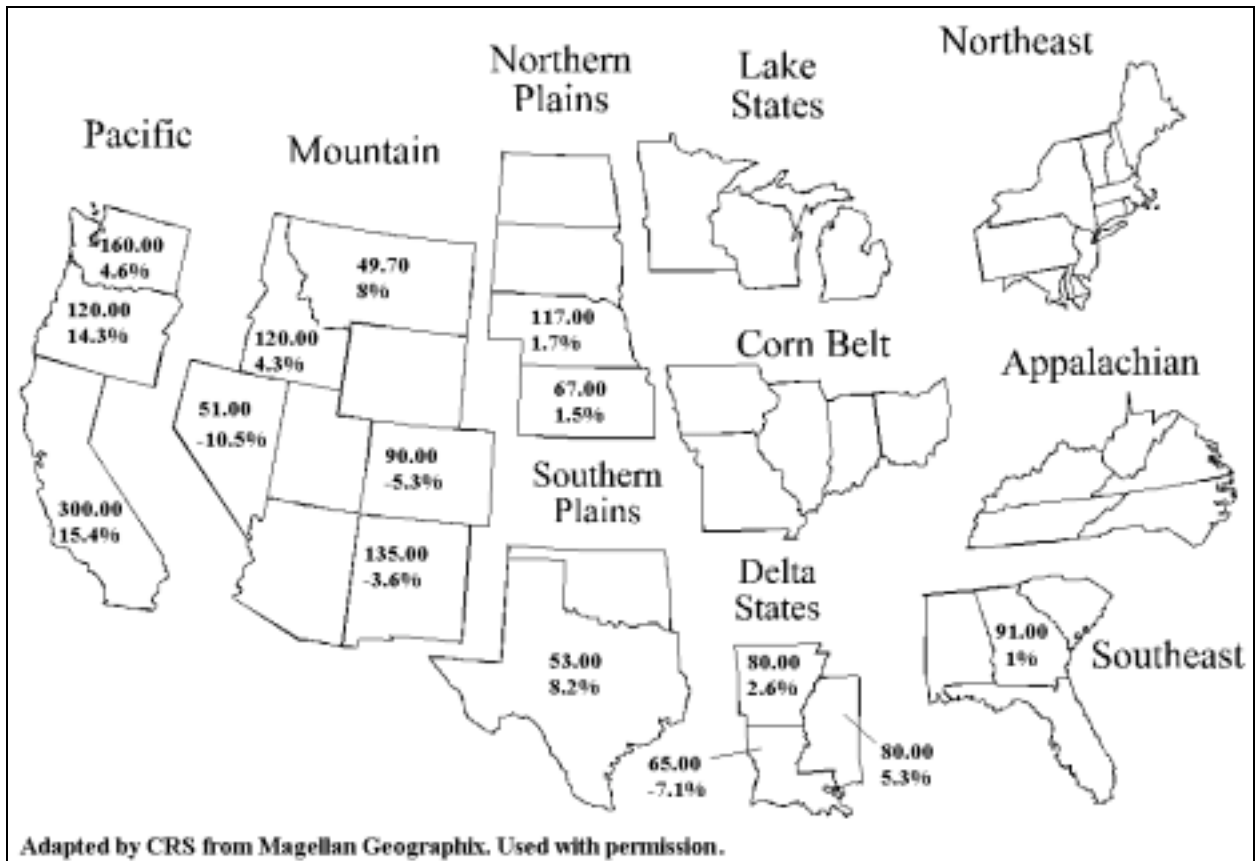 Pacific
160.00
4.6%
120.00
14.3%
300.00
15.4%
Mountain
49.70
8%
120.00
4.3%
51.00
-10.5%
90.00
-5.3%
135.00
-3.6%
Northern
Plains
117.00
1.7%
67.00
1.5%
Southern
Plains
53.00
8.2%
Lake
States
Corn Belt
Delta
States
80.00
2.6%
65.00
-7.1%
80.00
5.3%
Northeast
Appalachian
Southeast
91.00
1%
Adapted by CRS from Magellan Geographix. Used with permission.